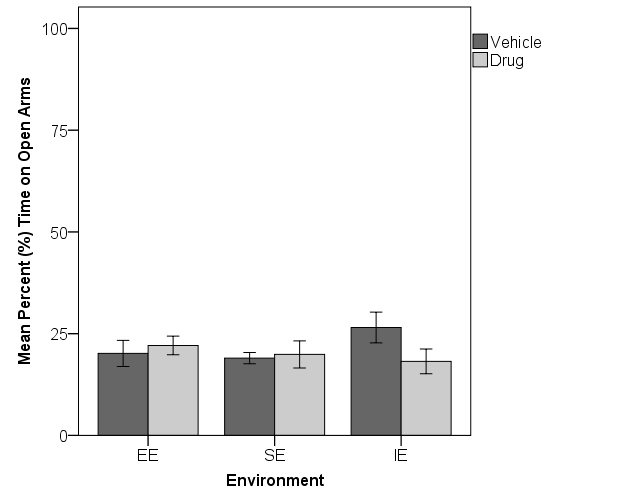 100
75
50
25
0
Mean Percent (%) Time on Open Arms
EE
SE
IE
Environment
Vehicle
Drug